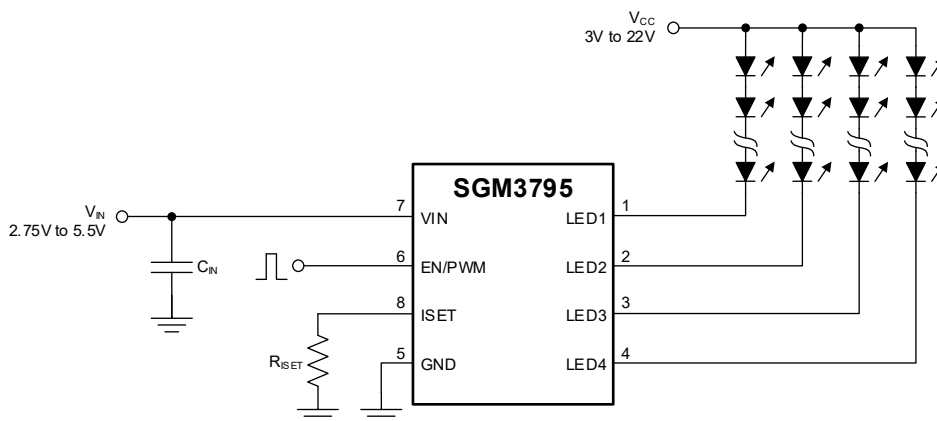 VCC
3V to 22V
SGM3795
VIN
2.75V to 5.5V
7
VIN
LED1
1
CIN
6
EN/PWM
LED2
2
8
ISET
LED3
3
RISET
5
GND
LED4
4